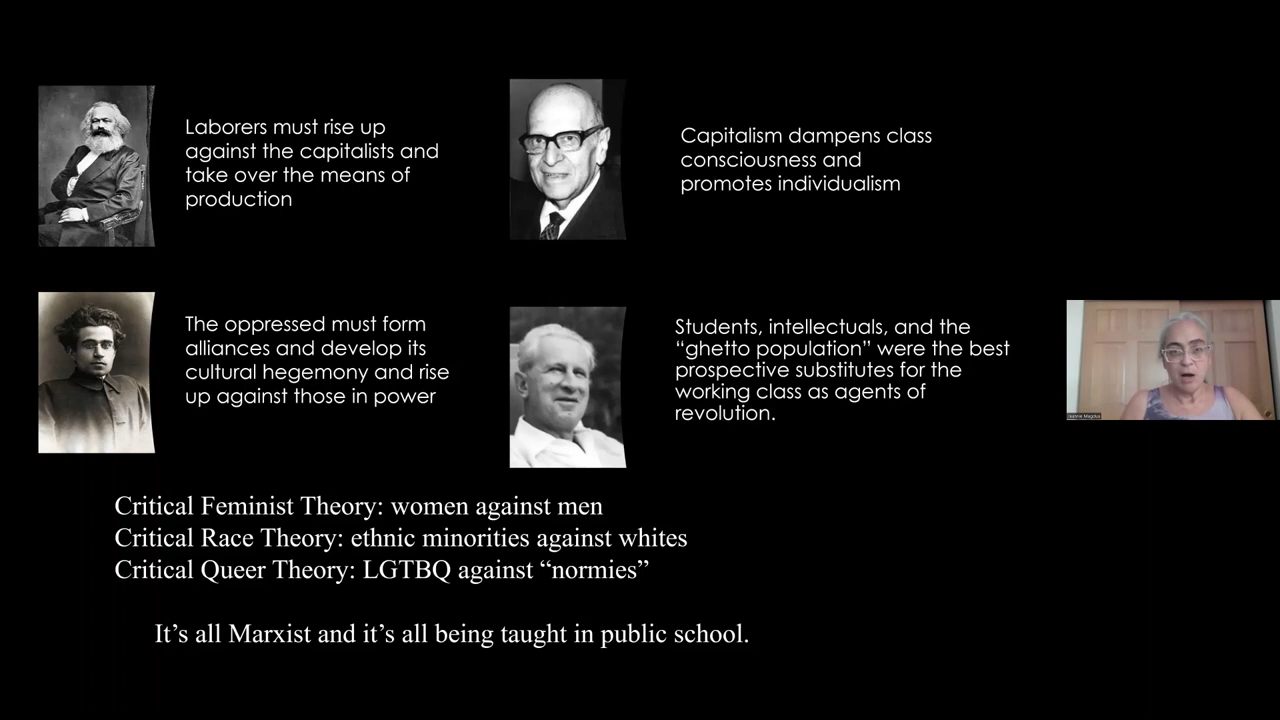 Laborers must rise up
against the capitalists and
take over the means of
production
Capitalism dampens class
consciousness and
promotes individualism
The oppressed must form
alliances and develop its
cultural hegemony and rise
up against those in power
Students, intellectuals, and the
“ghetto population” were the best
prospective substitutes for the
working class as agents of
revolution.
Critical Feminist Theory: women against men
Critical Race Theory: ethnic minorities against whites
Critical Queer Theory: LGTBQ against “normies”
It’s all Marxist and it’s all being taught in public school.